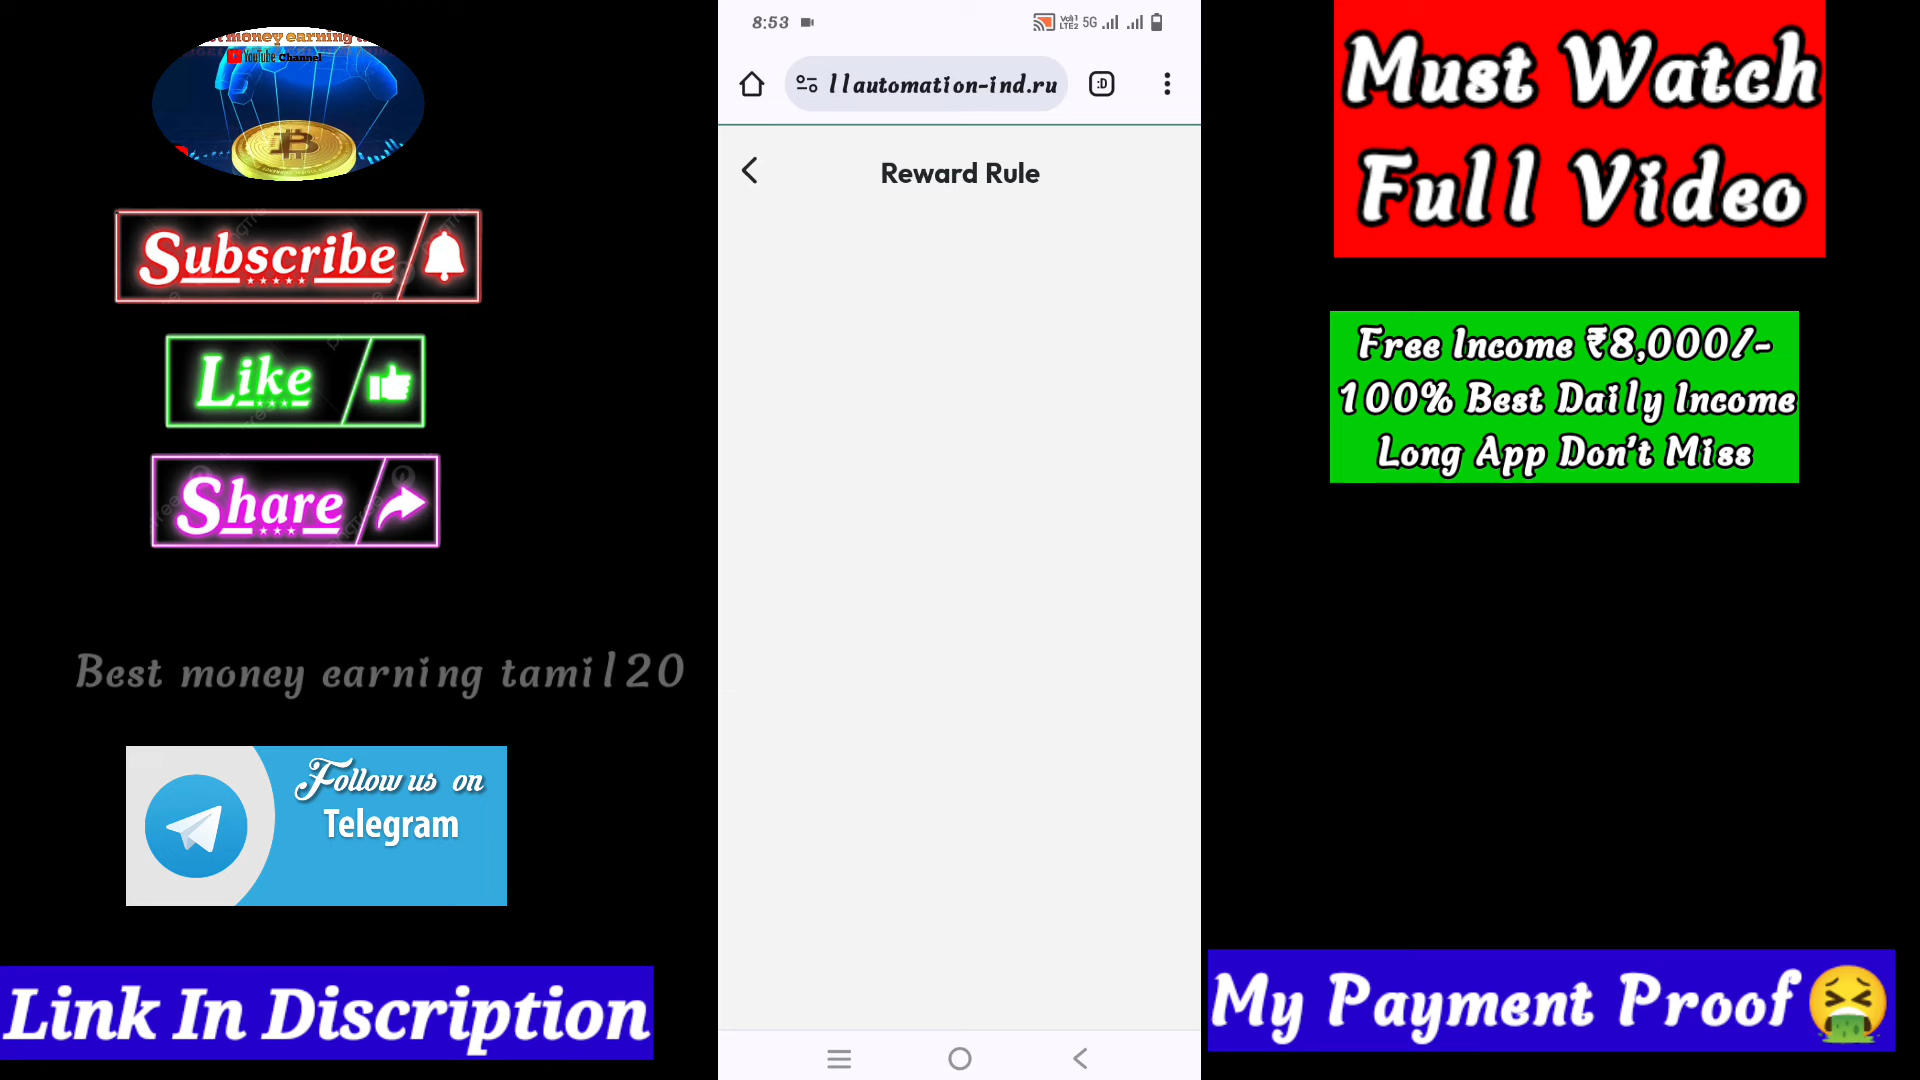 money earning
YouTube Channel
Subscribe
Like
Share
Best money earning tamil20
Follow us on
Telegram
Link In Discription
8:53
5G
llautomation-ind.ru
:D
Reward Rule
Must Watch
Full Video
Free Income ₹8,000/-
100% Best Daily Income
Long App Don't Miss
My Payment Proof🤮